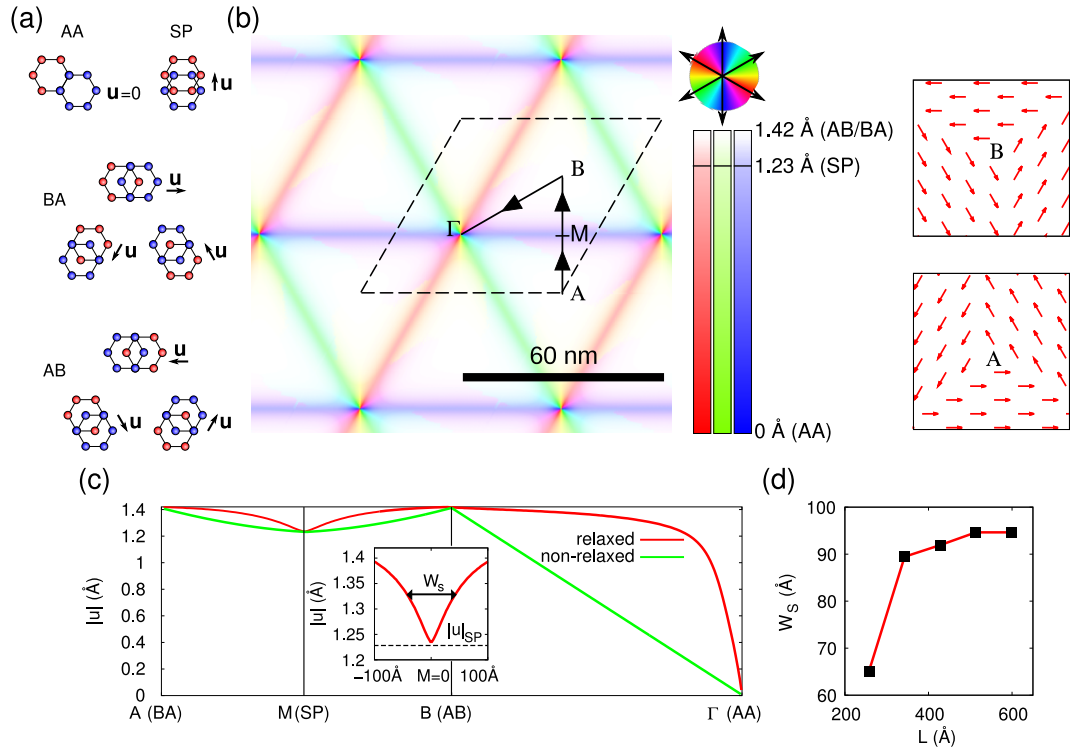 (a)
AA
SP
u=0
u
BA
u
u
u
AB
u
u
u
(b)
Γ
B
M
A
60 nm
1.42 Å (AB/BA)
1.23 Å (SP)
0 Å (AA)
B
A
(c)
|u| (Å)
1.4
1.2
1
0.8
0.6
0.4
0.2
0
A (BA)
M(SP)
B (AB)
Γ (AA)
relaxed
non-relaxed
|u| (Å)
1.4
1.35
1.3
1.25
1.2
Ws
|u|SP
−100Å
M=0
100Å
(d)
WS (Å)
100
90
80
70
60
200
400
600
L (Å)